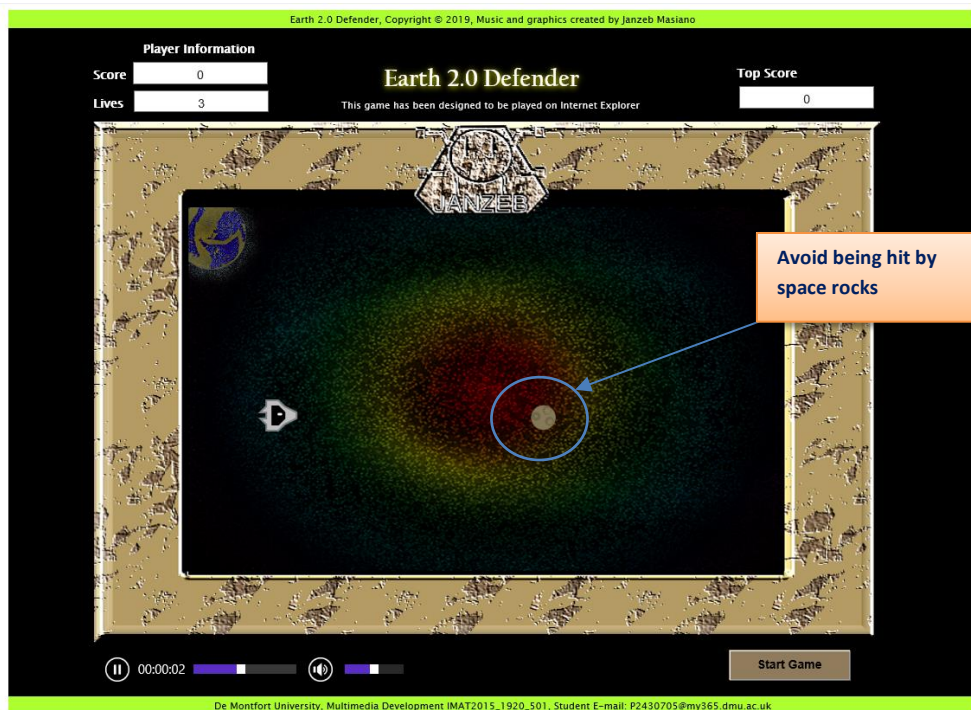 Earth 2.0 Defender, Copyright © 2019, Music and graphics created by Janzeb Masiano
Player Information
Score 0
Lives 3
Earth 2.0 Defender
This game has been designed to be played on Internet Explorer
Top Score
0
JANZEB
Avoid being hit by
space rocks
00:00:02
Start Game
De Montfort University, Multimedia Development IMAT2015_1920_501, Student E-mail: P2430705@my365.dmu.ac.uk